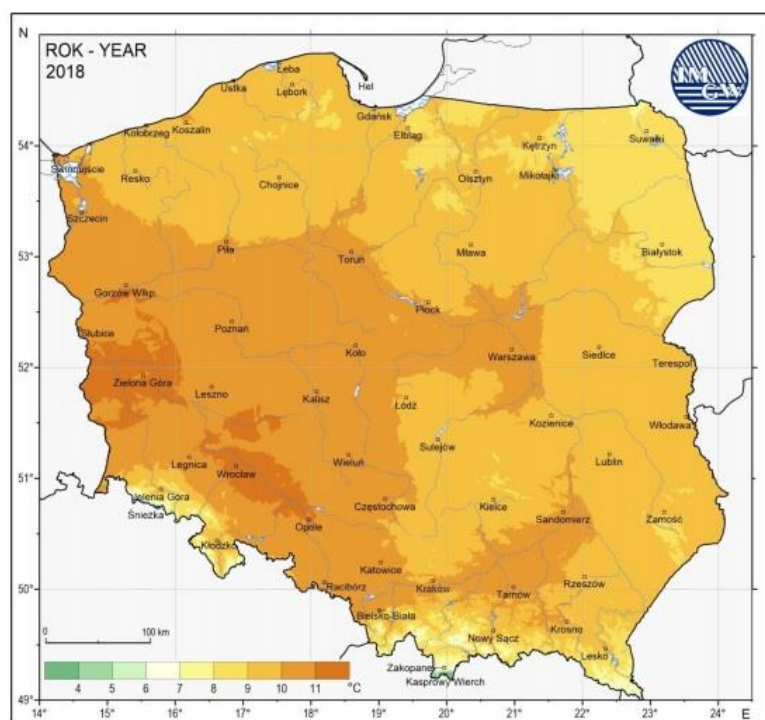 N
ROK - YEAR
2018
IMGW
Łeba
Ustka
Lębork
Hel
Gdańsk
Kołobrzeg
Koszalin
Elbląg
Kętrzyn
Suwałki
54°
Świnoujście
Resko
Chojnice
Olsztyn
Mikołajki
Szczecin
Piła
Toruń
Mława
Białystok
53°
Gorzów Wlkp.
Płock
Słubice
Poznań
Koło
Warszawa
Siedlce
Terespol
52°
Zielona Góra
Leszno
Kalisz
Łódź
Kozienice
Włodawa
Sulejów
Legnica
Wrocław
Wieluń
Lublin
51°
Jelenia Góra
Śnieżka
Częstochowa
Kielce
Sandomierz
Zamość
Opole
Kłodzko
Katowice
Racibórz
Kraków
Tarnów
Rzeszów
50°
Bielsko-Biała
Nowy Sącz
Krosno
Lesko
0 100 km
Zakopane
Kasprowy Wierch
4 5 6 7 8 9 10 11 °C
49°
14° 15° 16° 17° 18° 19° 20° 21° 22° 23° 24° E